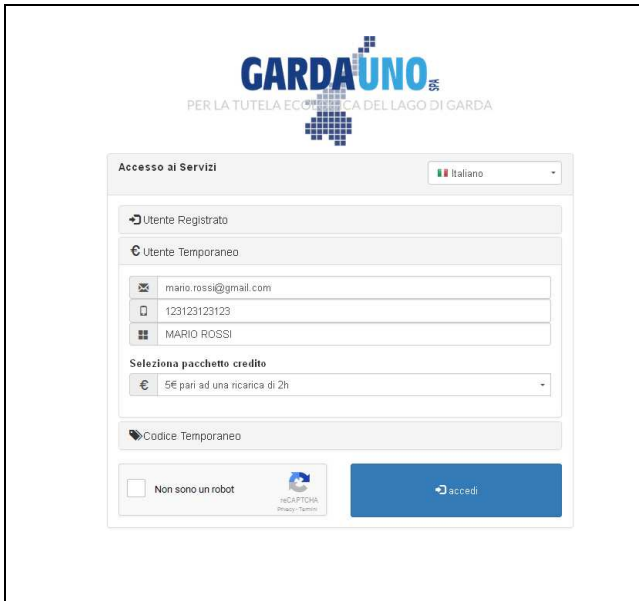 GARDAUNO SPA
PER LA TUTELA ECOLOGICA DEL LAGO DI GARDA
Accesso ai Servizi
Italiano
Utente Registrato
€ Utente Temporaneo
mario.rossi@gmail.com
123123123123
MARIO ROSSI
Seleziona pacchetto credito
€ 5€ pari ad una ricarica di 2h
Codice Temporaneo
Non sono un robot
reCAPTCHA
Privacy - Termini
accedi